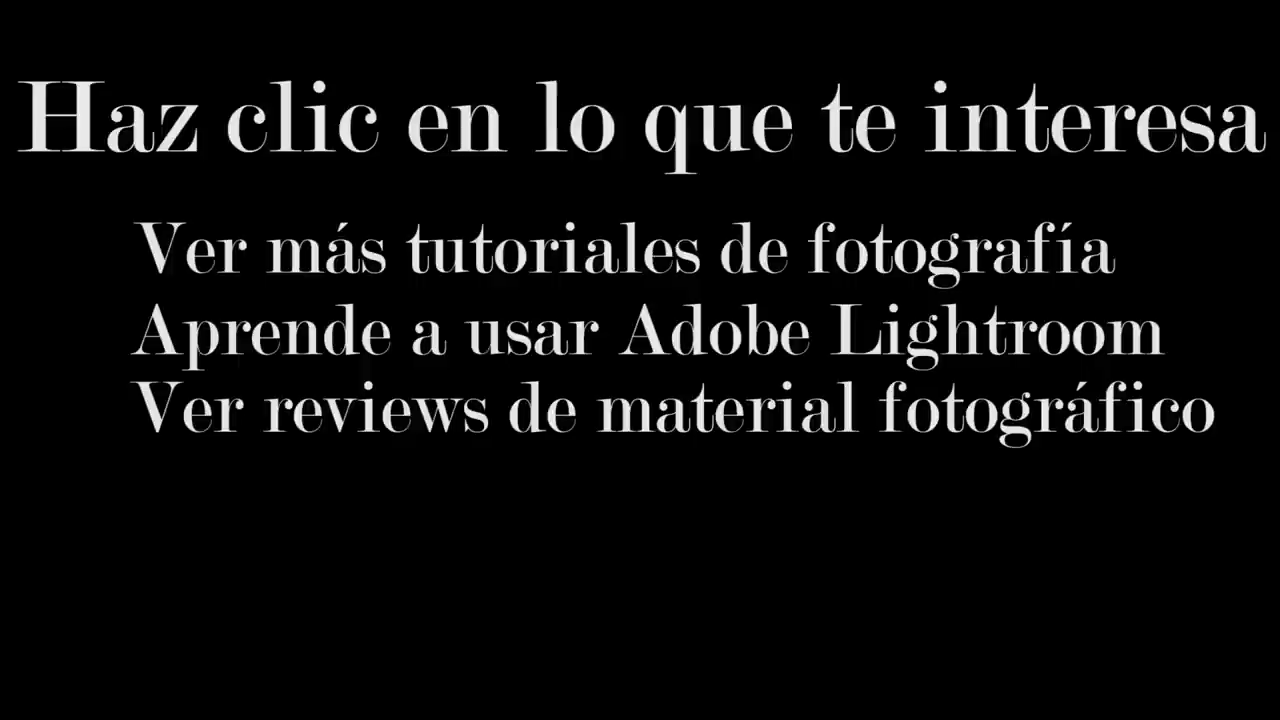 Haz clic en lo que te interesa
Ver más tutoriales de fotografía
Aprende a usar Adobe Lightroom
Ver reviews de material fotográfico